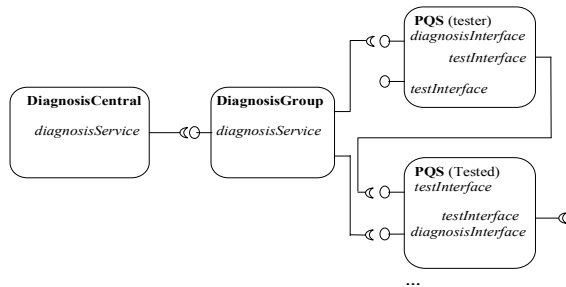 PQS (tester)
diagnosisInterface
testInterface
testInterface
DiagnosisCentral
diagnosisService
DiagnosisGroup
diagnosisService
PQS (Tested)
testInterface
testInterface
diagnosisInterface
...